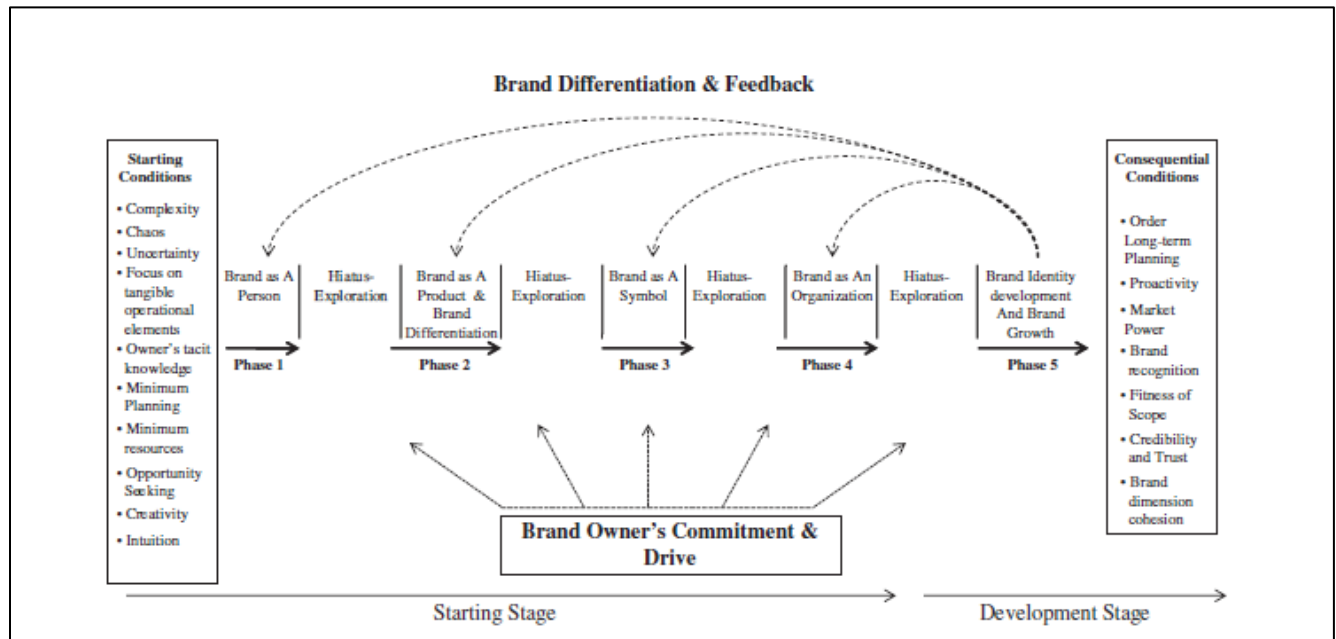 Brand Differentiation & Feedback
Starting
Conditions
• Complexity
• Chaos
• Uncertainty
• Focus on
tangible
operational
elements
• Owner's tacit
knowledge
• Minimum
Planning
• Minimum
resources
• Opportunity
Seeking
• Creativity
• Intuition
Brand as A
Person
Phase 1
Hiatus-
Exploration
Brand as A
Product & 
Brand
Differentiation
Phase 2
Hiatus-
Exploration
Brand as A
Symbol
Phase 3
Hiatus-
Exploration
Brand as An
Organization
Phase 4
Hiatus-
Exploration
Brand Identity
development
And Brand
Growth
Phase 5
Consequential
Conditions
• Order
Long-term
Planning
• Proactivity
• Market
Power
• Brand
recognition
• Fitness of
Scope
• Credibility
and Trust
• Brand
dimension
cohesion
Brand Owner's Commitment &
Drive
Starting Stage
Development Stage